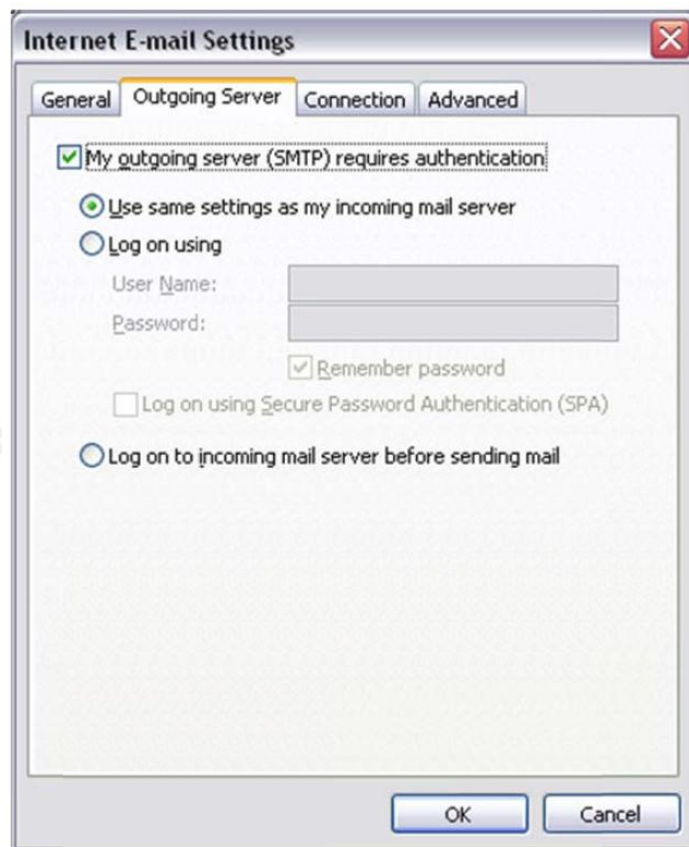 Internet E-mail Settings
General Outgoing Server Connection Advanced
My outgoing server (SMTP) requires authentication
Use same settings as my incoming mail server
Log on using
User Name:
Password:
Remember password
Log on using Secure Password Authentication (SPA)
Log on to incoming mail server before sending mail
OK Cancel